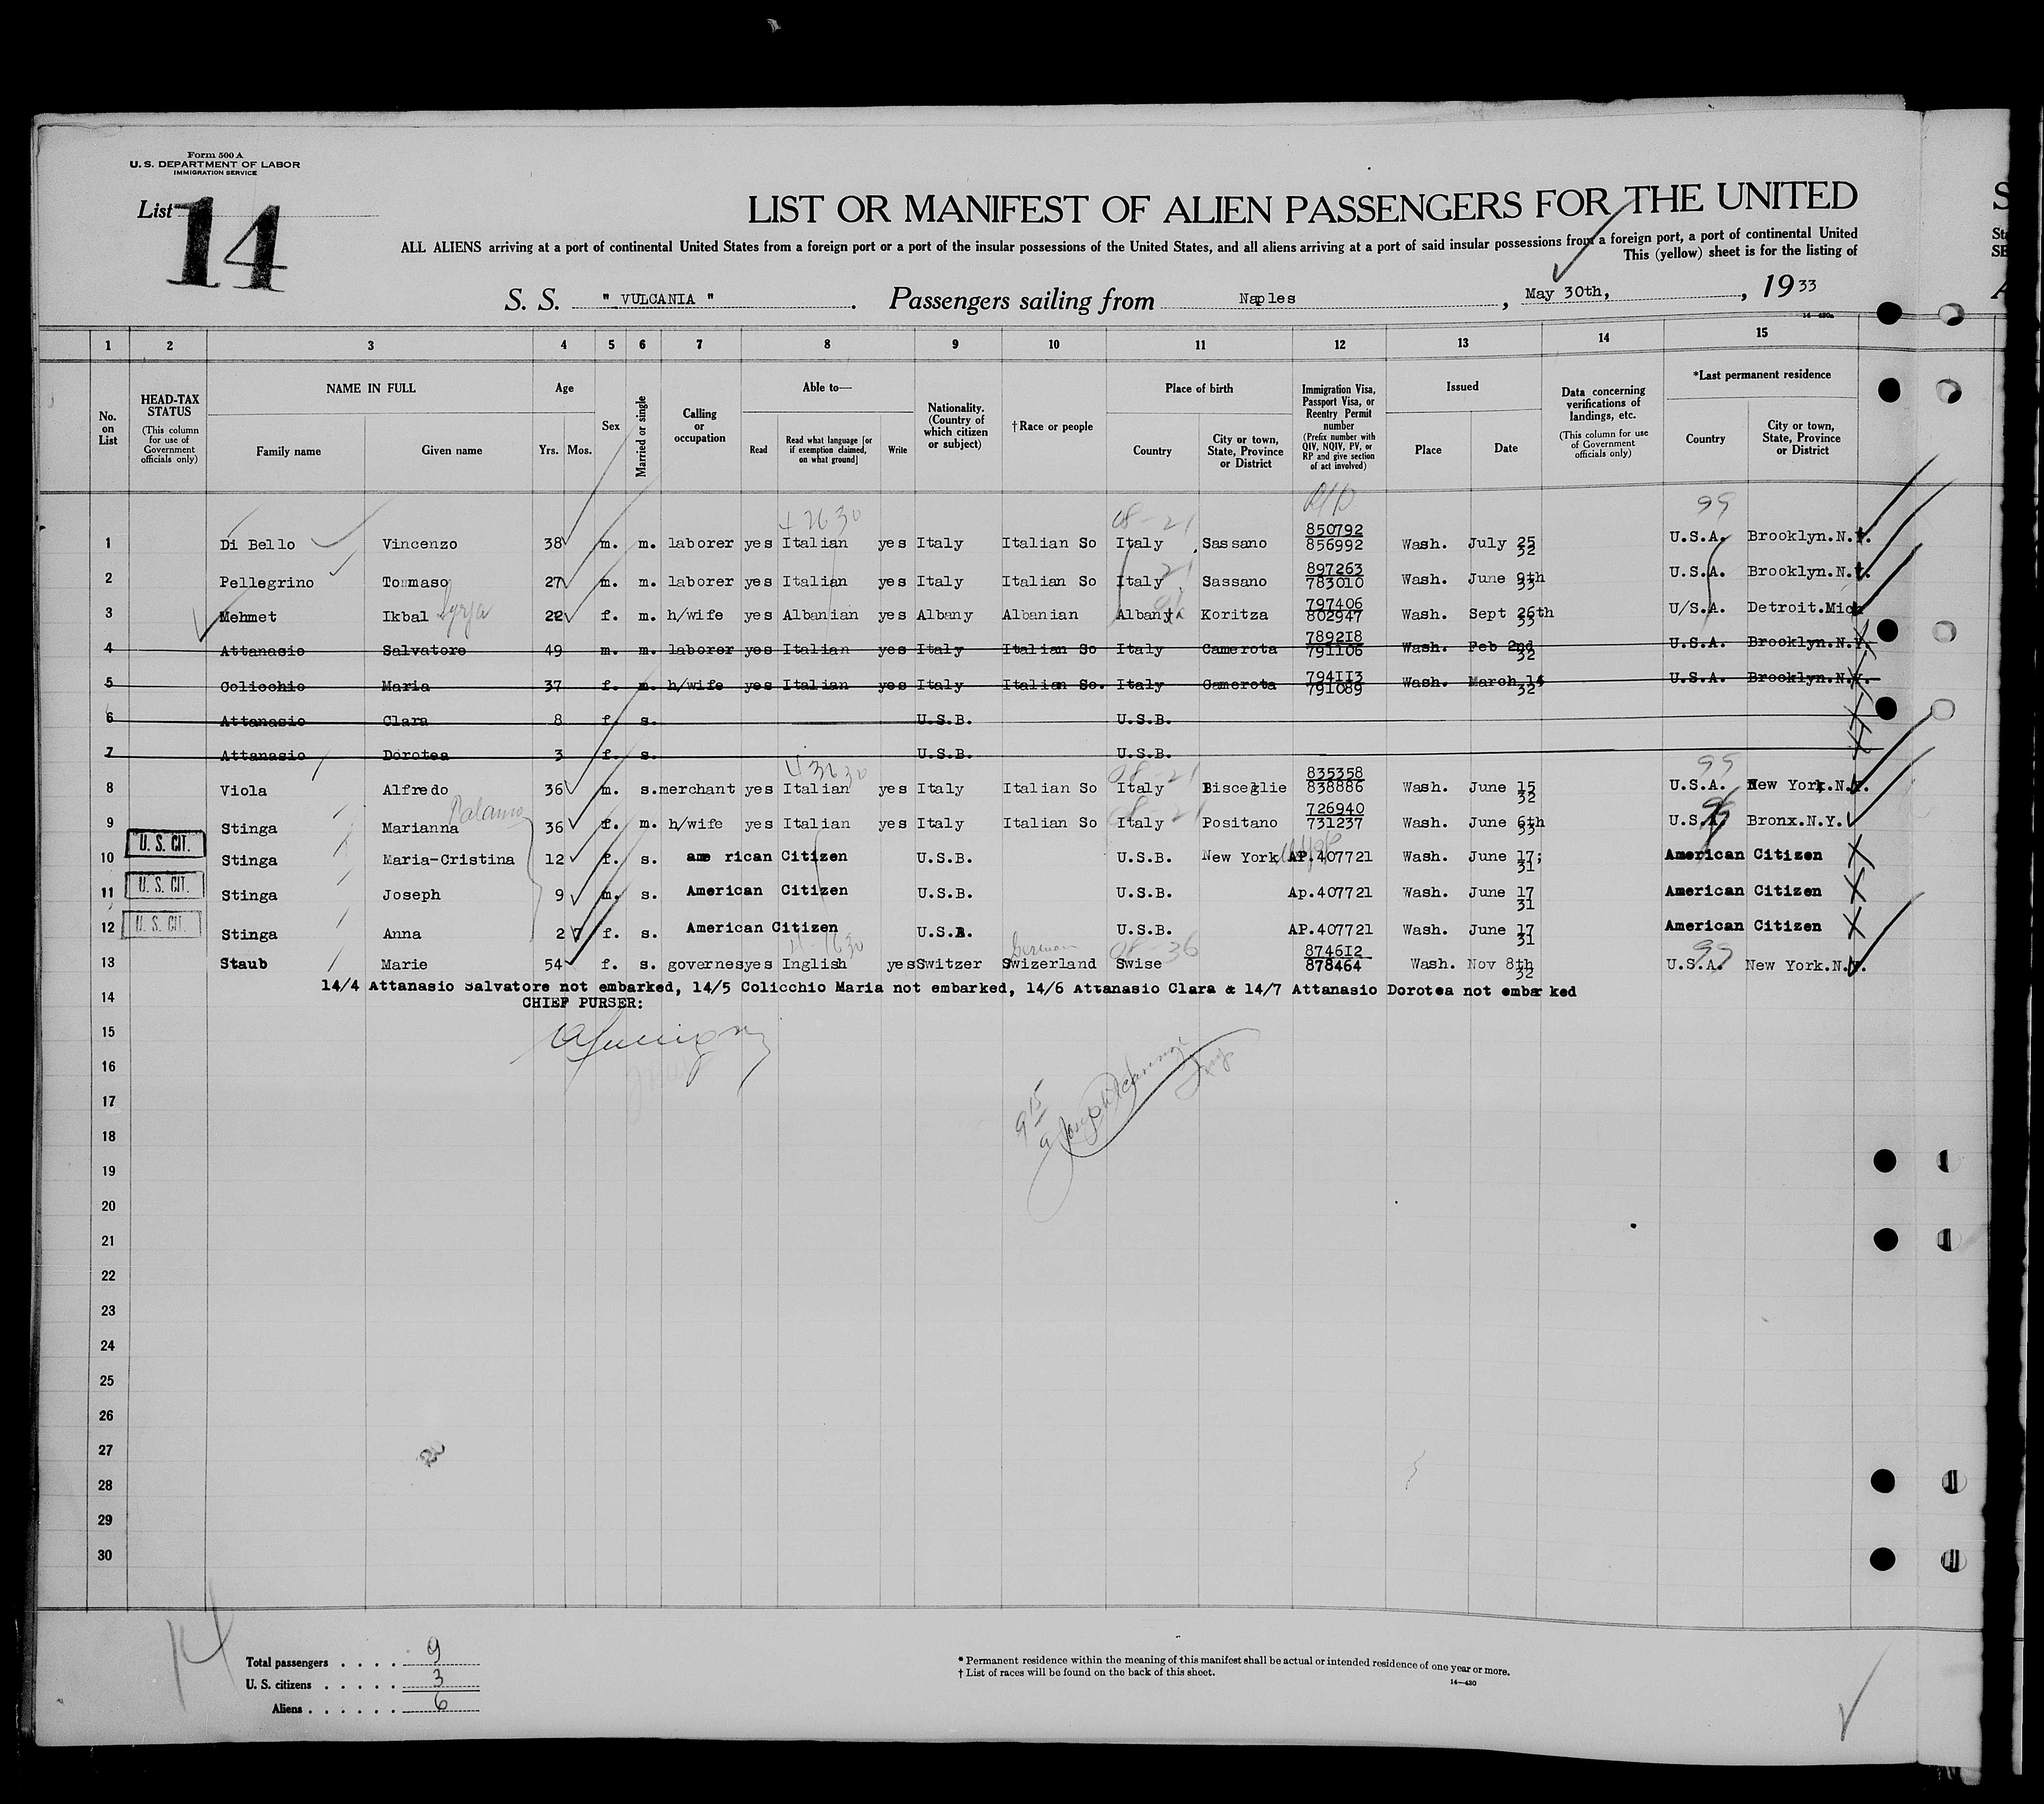 Form 500 A
U. S. DEPARTMENT OF LABOR
IMMIGRATION SERVICE
List 14
LIST OR MANIFEST OF ALIEN PASSENGERS FOR THE UNITED
ALL ALIENS arriving at a port of continental United States from a foreign port or a port of the insular possessions of the United States, and all aliens arriving at a port of said insular possessions from a foreign port, a port of continental United
This (yellow) sheet is for the listing of
S. S. " VULCANIA " . Passengers sailing from Naples , May 30th, , 1933
14—430a
1 2 3 4 5 6 7 8 9 10 11 12 13 14 15
No. on List
HEAD-TAX STATUS (This column for use of Government officials only)
NAME IN FULL Family name Given name
Age Yrs. Mos.
Sex
Married or single
Calling or occupation
Able to— Read Read what language [or if exemption claimed, on what ground] Write
Nationality. (Country of which citizen or subject)
† Race or people
Place of birth Country City or town, State, Province or District
Immigration Visa, Passport Visa, or Reentry Permit number (Prefix number with QIV, NQIV, PV, or RP and give section of act involved)
Issued Place Date
Data concerning verifications of landings, etc. (This column for use of Government officials only)
*Last permanent residence Country City or town, State, Province or District
1 Di Bello Vincenzo 38 m. m. laborer yes Italian yes Italy Italian So Italy Sassano 850792 856992 Wash. July 25 32 U.S.A. Brooklyn.N.Y.
2 Pellegrino Tommaso 27 m. m. laborer yes Italian yes Italy Italian So Italy Sassano 897263 783010 Wash. June 9th 33 U.S.A. Brooklyn.N.Y.
3 Mehmet Ikbal 22 f. m. h/wife yes Albanian yes Albany Albanian Albany Koritza 797406 802947 Wash. Sept 26th 33 U/S.A. Detroit.Mich
4 Attanasio Salvatore 49 m. m. laborer yes Italian yes Italy Italian So Italy Camerota 789218 791106 Wash. Feb 2nd 32 U.S.A. Brooklyn.N.Y.
5 Colicchio Maria 37 f. m. h/wife yes Italian yes Italy Italian So. Italy Camerota 794113 791089 Wash. March 14 32 U.S.A. Brooklyn.N.Y.
6 Attanasio Clara 8 f. s. U.S.B. U.S.B.
7 Attanasio Dorotea 3 f. s. U.S.B. U.S.B.
8 Viola Alfredo 36 m. s. merchant yes Italian yes Italy Italian So Italy Bisceglie 835358 838886 Wash. June 15 32 U.S.A. New York.N.Y.
9 Stinga Marianna 36 f. m. h/wife yes Italian yes Italy Italian So Italy Positano 726940 731237 Wash. June 6th 33 U.S.A. Bronx.N.Y.
10 U. S. CIT. Stinga Maria-Cristina 12 f. s. ame rican Citizen U.S.B. U.S.B. New York AP.407721 Wash. June 17; 31 American Citizen
11 U. S. CIT. Stinga Joseph 9 m. s. American Citizen U.S.B. U.S.B. Ap.407721 Wash. June 17 31 American Citizen
12 U. S. CIT. Stinga Anna 2 f. s. American Citizen U.S.B. U.S.B. AP.407721 Wash. June 17 31 American Citizen
13 Staub Marie 54 f. s. governes yes Inglish yes Switzer Swizerland German Swise 874612 878464 Wash. Nov 8th 32 U.S.A. New York.N.Y.
14/4 Attanasio Salvatore not embarked, 14/5 Colicchio Maria not embarked, 14/6 Attanasio Clara & 14/7 Attanasio Dorotea not embarked
14
CHIEF PURSER:
15
16
17
18
19
20
21
22
23
24
25
26
27
28
29
30
14
Total passengers . . . . 9
U. S. citizens . . . . . 3
Aliens . . . . . . 6
* Permanent residence within the meaning of this manifest shall be actual or intended residence of one year or more.
† List of races will be found on the back of this sheet.
14—430